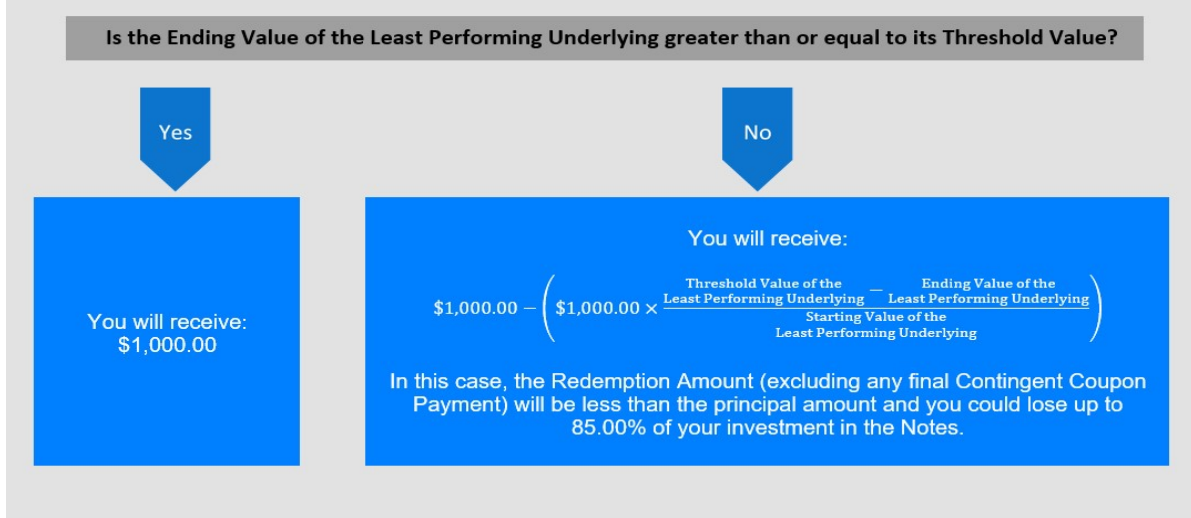 Is the Ending Value of the Least Performing Underlying greater than or equal to its Threshold Value?
Yes
No
You will receive:
$1,000.00
You will receive:
$1,000.00 − ($1,000.00 × (Threshold Value of the Least Performing Underlying − Ending Value of the Least Performing Underlying) / Starting Value of the Least Performing Underlying)
In this case, the Redemption Amount (excluding any final Contingent Coupon
Payment) will be less than the principal amount and you could lose up to
85.00% of your investment in the Notes.